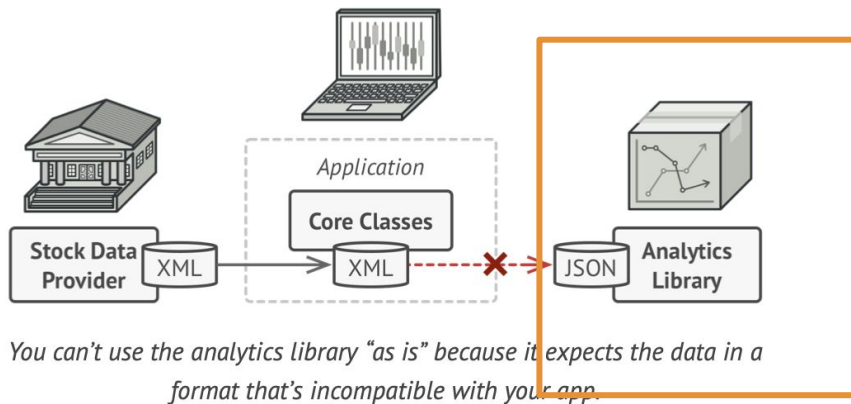 Application
Core Classes
Stock Data
Provider
XML
XML
JSON
Analytics
Library
You can’t use the analytics library “as is” because it expects the data in a
format that’s incompatible with your app.